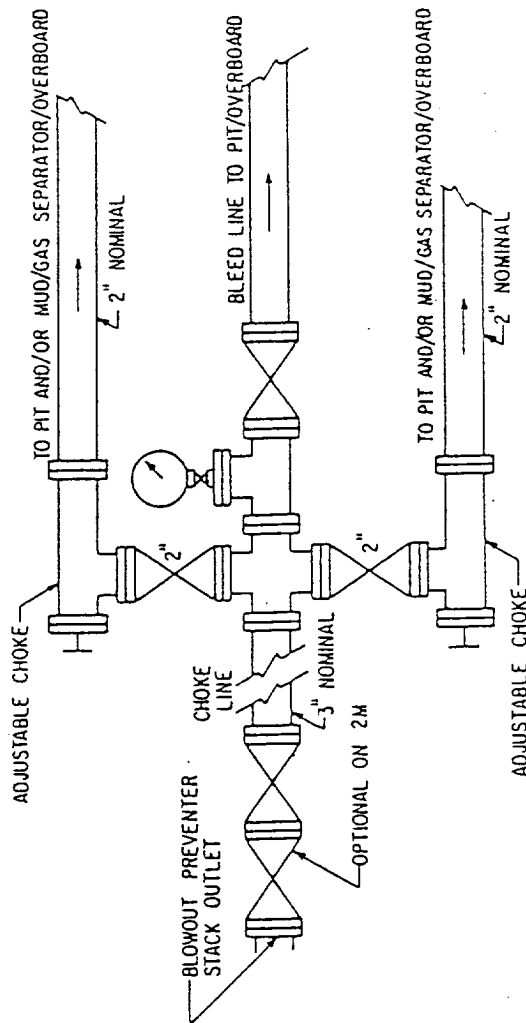 ADJUSTABLE CHOKE
TO PIT AND/OR MUD/GAS SEPARATOR/OVERBOARD
2" NOMINAL
2"
BLOWOUT PREVENTER
STACK OUTLET
CHOKE
LINE
3" NOMINAL
OPTIONAL ON 2M
BLEED LINE TO PIT/OVERBOARD
2"
TO PIT AND/OR MUD/GAS SEPARATOR/OVERBOARD
2" NOMINAL
ADJUSTABLE CHOKE